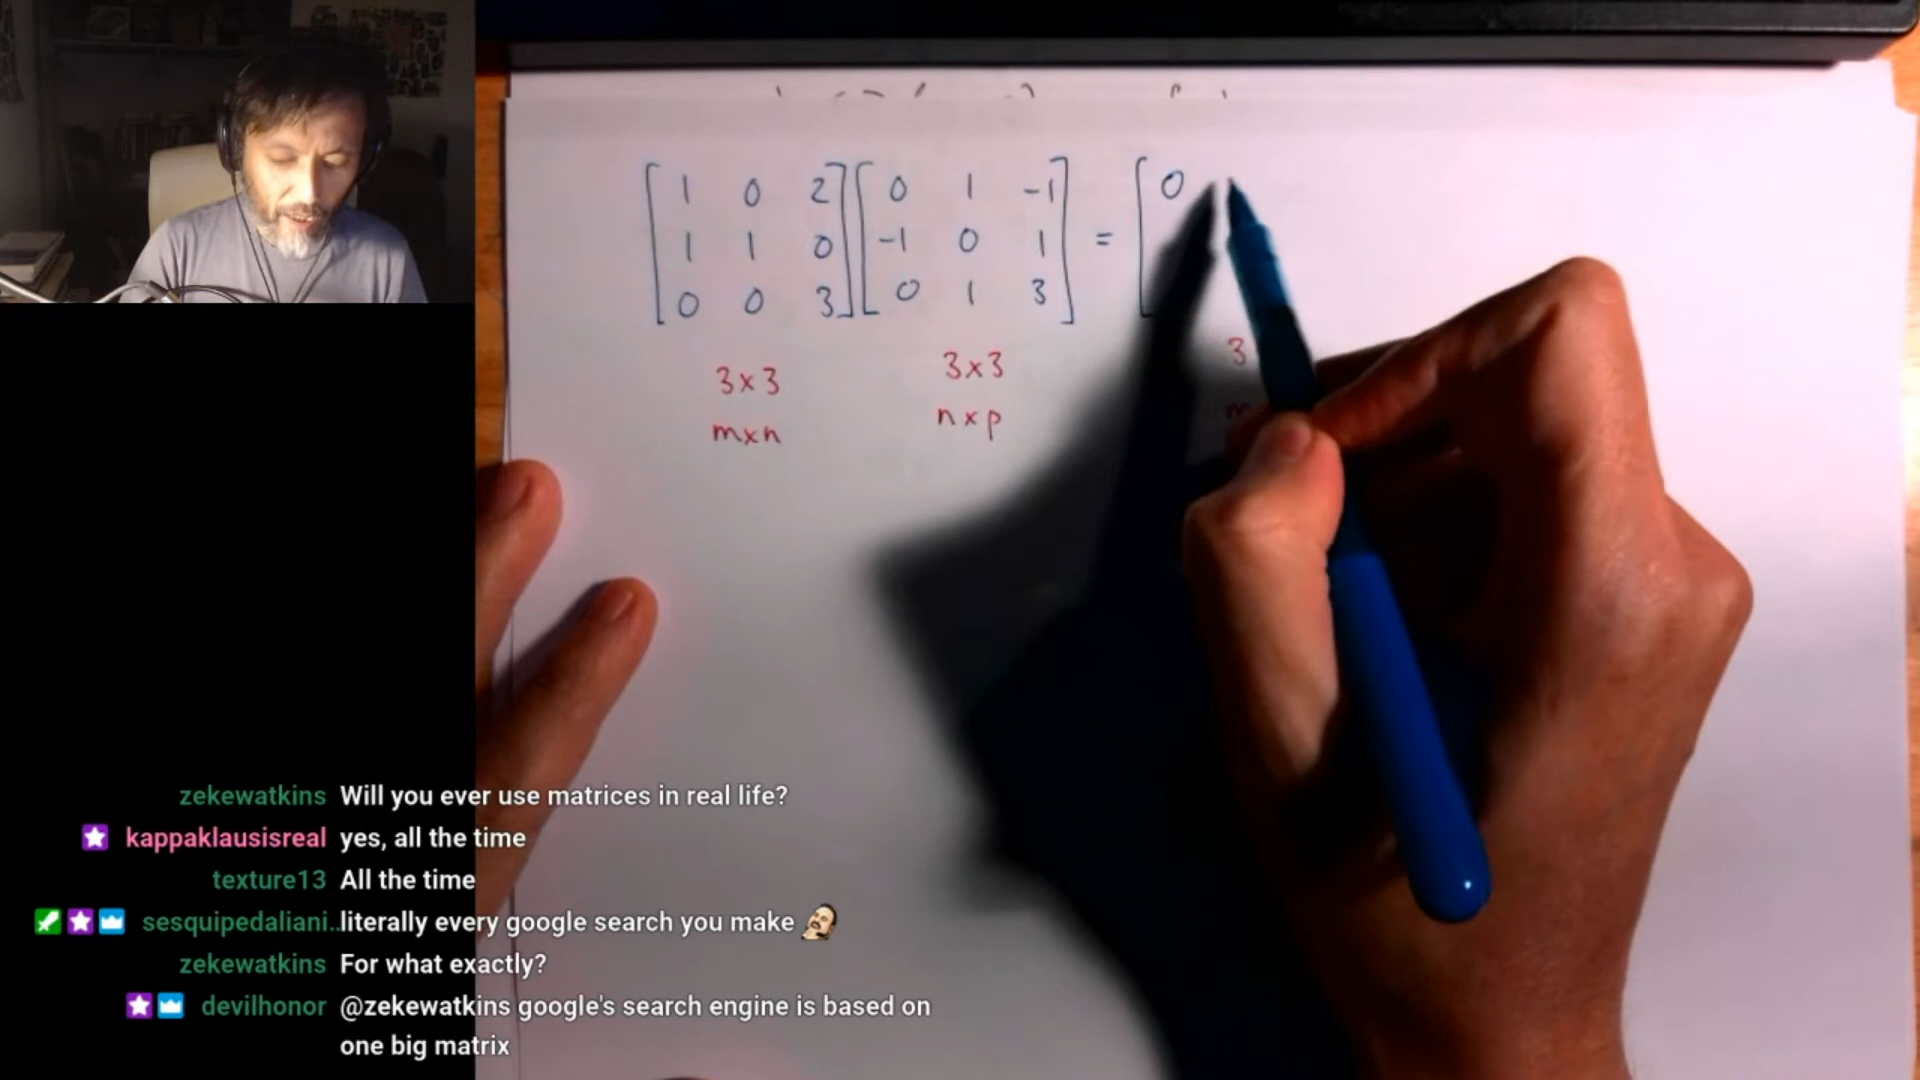 1 0 2 0 1 -1 = 0
1 1 0 -1 0 1
0 0 3 0 1 3
3x3 3x3 3
mxn nxp m
zekewatkins Will you ever use matrices in real life?
kappaklausisreal yes, all the time
texture13 All the time
sesquipedaliani.. literally every google search you make
zekewatkins For what exactly?
devilhonor @zekewatkins google's search engine is based on
one big matrix